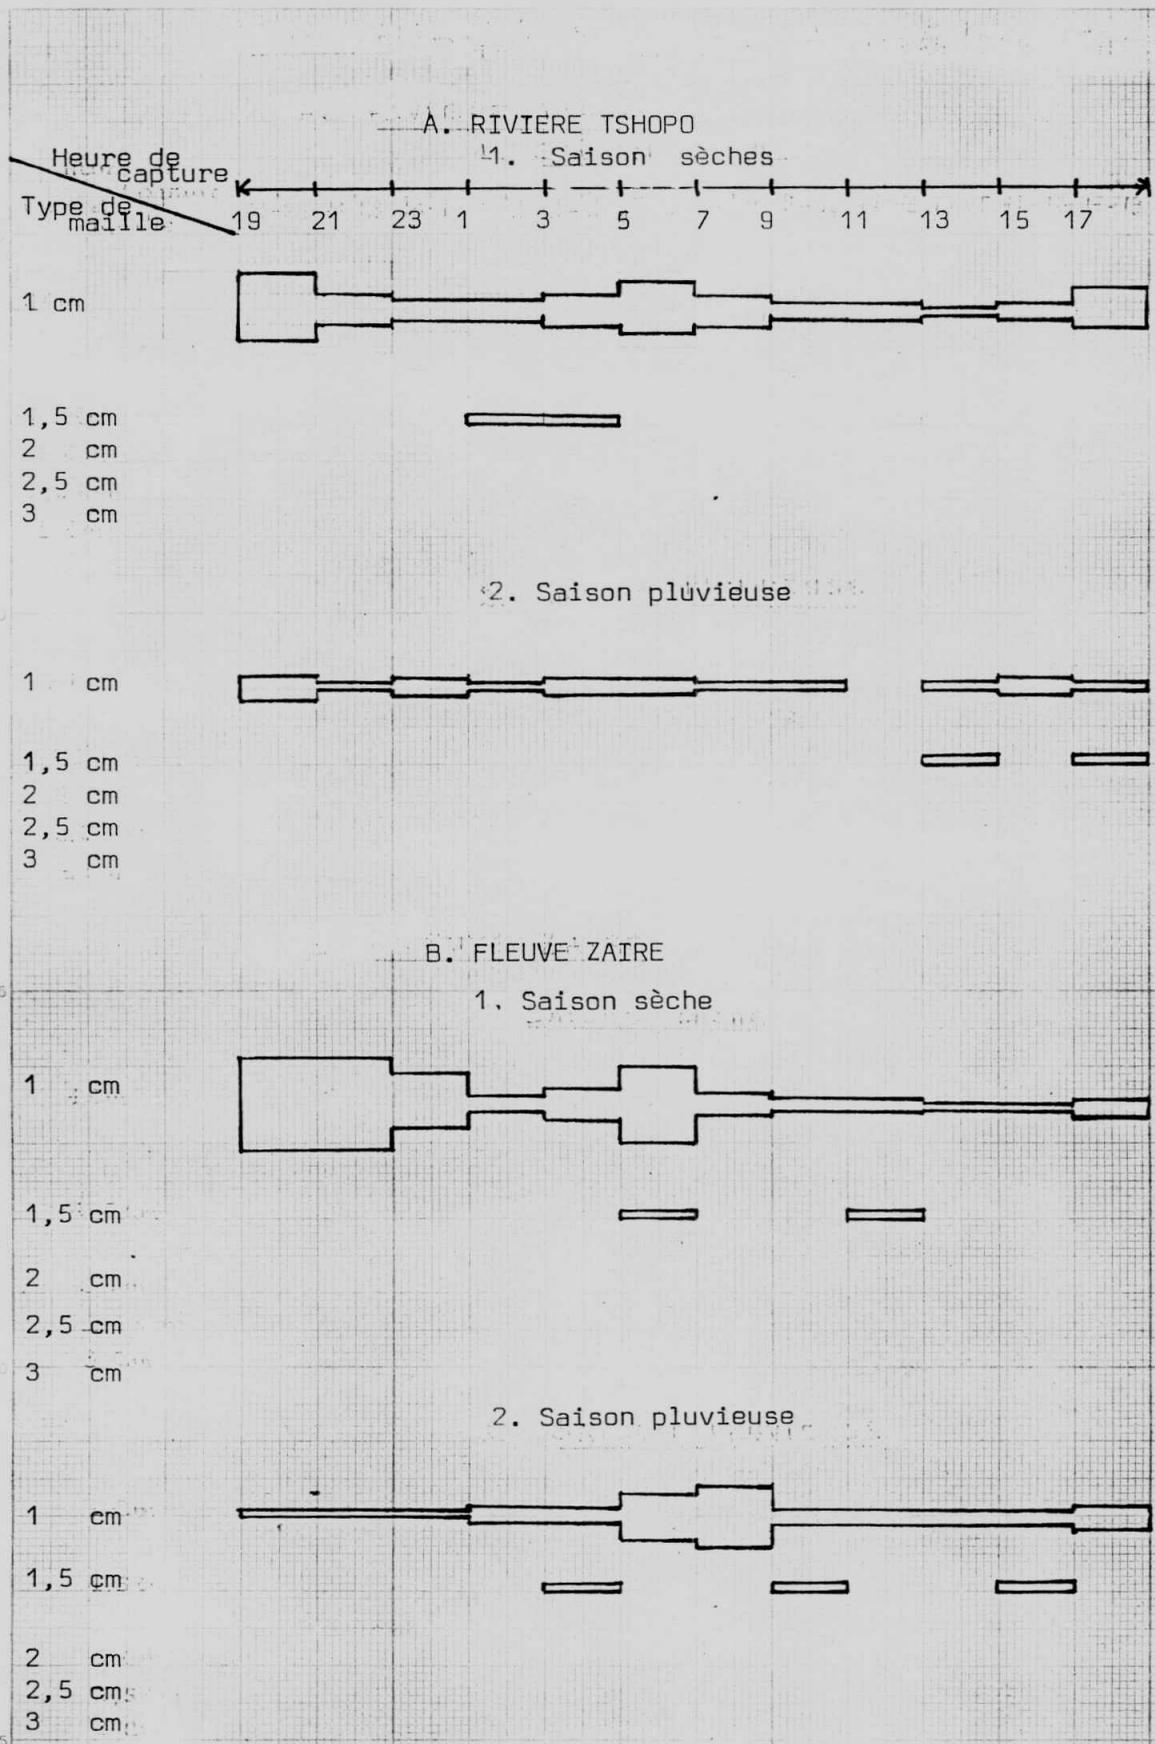 A. RIVIERE TSHOPO
1. Saison sèches
Heure de capture
Type de maille
19 21 23 1 3 5 7 9 11 13 15 17
1 cm
1,5 cm
2 cm
2,5 cm
3 cm
2. Saison pluvieuse
1 cm
1,5 cm
2 cm
2,5 cm
3 cm
B. FLEUVE ZAIRE
1. Saison sèche
1 cm
1,5 cm
2 cm
2,5 cm
3 cm
2. Saison pluvieuse
1 cm
1,5 cm
2 cm
2,5 cm
3 cm